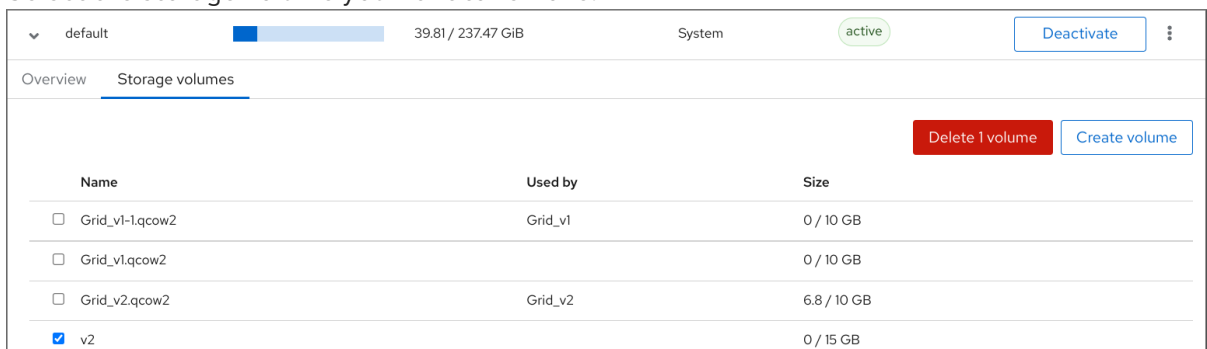 default 39.81 / 237.47 GiB System active Deactivate
Overview Storage volumes
Delete 1 volume Create volume
Name Used by Size
Grid_v1-1.qcow2 Grid_v1 0 / 10 GB
Grid_v1.qcow2 0 / 10 GB
Grid_v2.qcow2 Grid_v2 6.8 / 10 GB
v2 0 / 15 GB